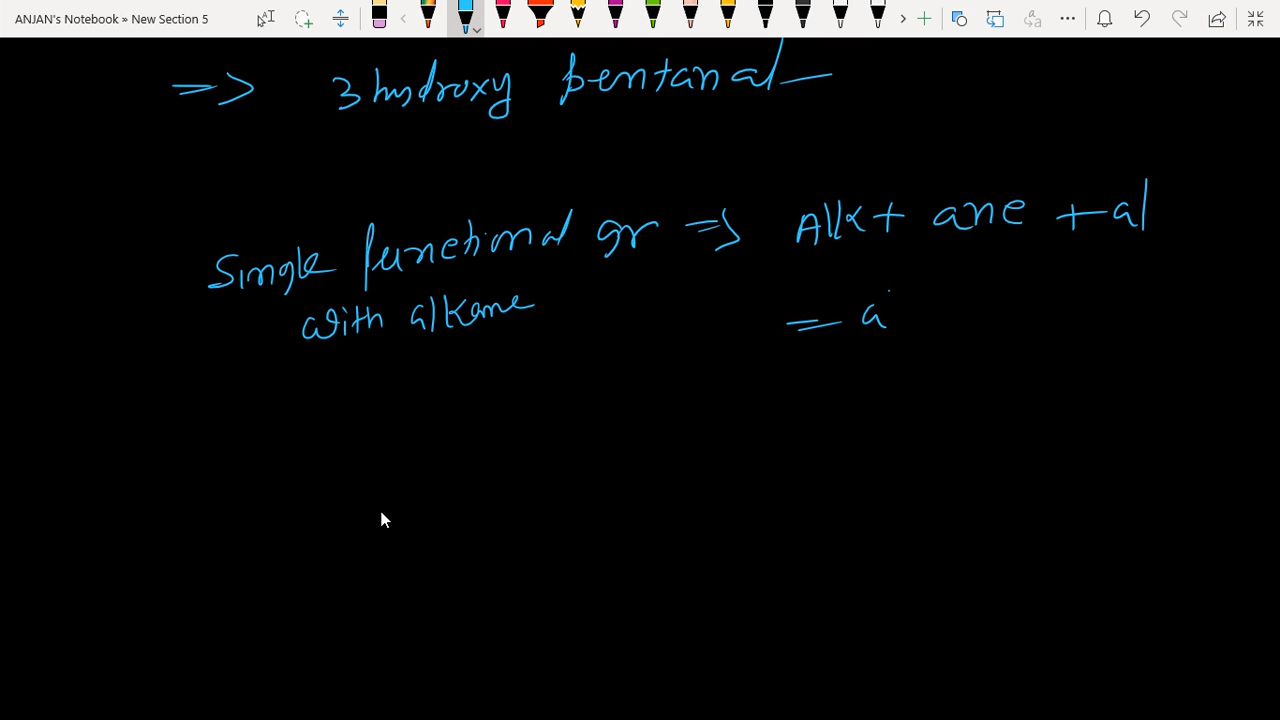 ANJAN's Notebook » New Section 5
=> 3 hydroxy pentanal
Single functional gr => Alk + ane + al
with alkane = a